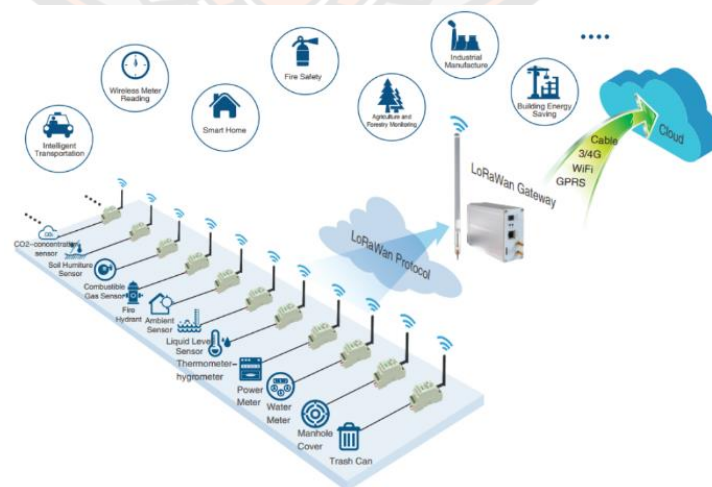 Wireless Meter
Reading
Fire Safety
Industrial
Manufacture
Intelligent
Transportation
Smart Home
Agriculture and
Forestry Monitoring
Building Energy
Saving
Cloud
Cable
3/4G
WiFi
GPRS
LoRaWan Gateway
LoRaWan Protocol
CO2
CO2-concentration
sensor
Soil Humiture
Sensor
Combustible
Gas Sensor
Fire
Hydrant
Ambient
Sensor
Liquid Level
Sensor
Thermometer-
hygrometer
Power
Meter
Water
Meter
Manhole
Cover
Trash Can